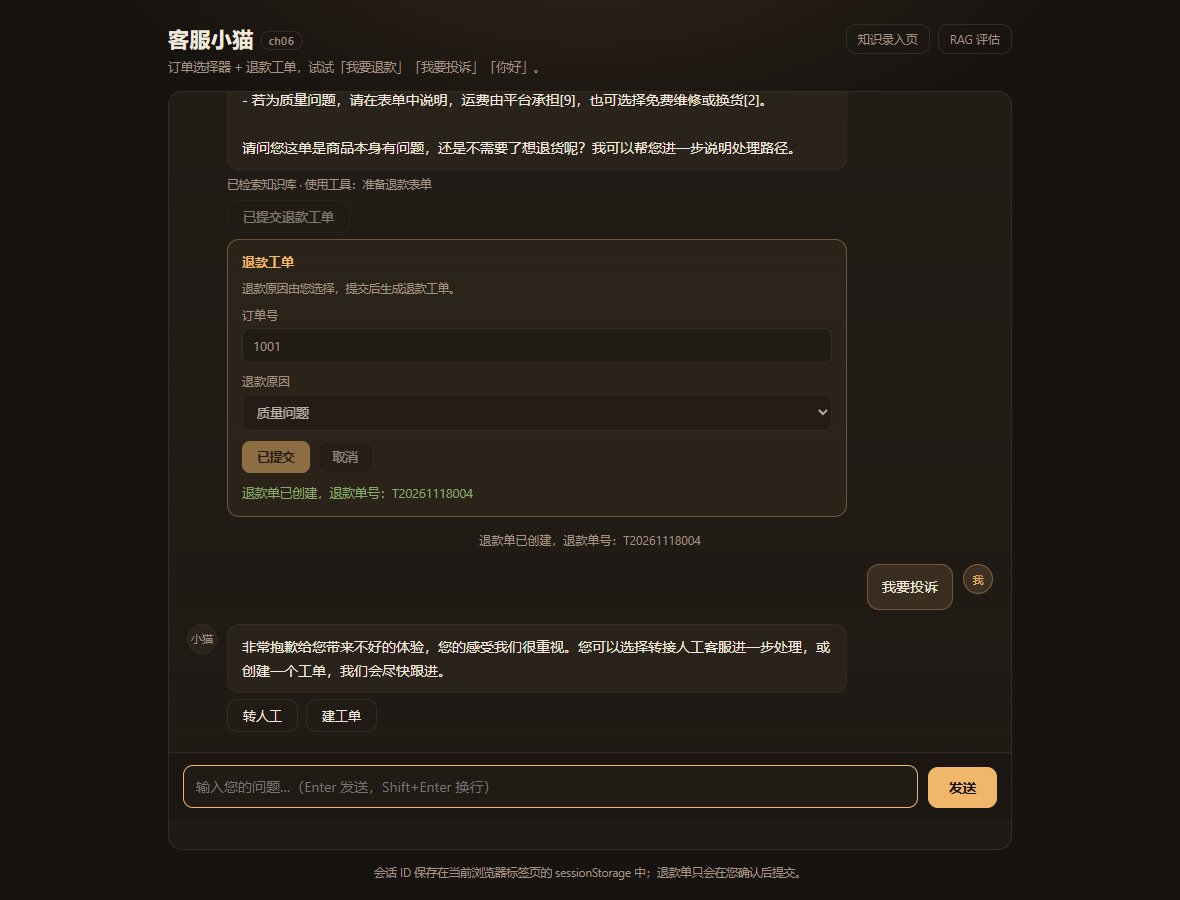 客服小猫 ch06
知识录入页
RAG 评估
订单选择器 + 退款工单，试试「我要退款」「我要投诉」「你好」。
- 若为质量问题，请在表单中说明，运费由平台承担[9]，也可选择免费维修或换货[2]。
请问您这单是商品本身有问题，还是不需要了想退货呢？我可以帮您进一步说明处理路径。
已检索知识库 · 使用工具：准备退款表单
已提交退款工单
退款工单
退款原因由您选择，提交后生成退款工单。
订单号
1001
退款原因
质量问题
已提交
取消
退款单已创建，退款单号：T20261118004
退款单已创建，退款单号：T20261118004
我要投诉
我
小猫
非常抱歉给您带来不好的体验，您的感受我们很重视。您可以选择转接人工客服进一步处理，或
创建一个工单，我们会尽快跟进。
转人工
建工单
输入您的问题...（Enter 发送，Shift+Enter 换行）
发送
会话 ID 保存在当前浏览器标签页的 sessionStorage 中；退款单只会在您确认后提交。